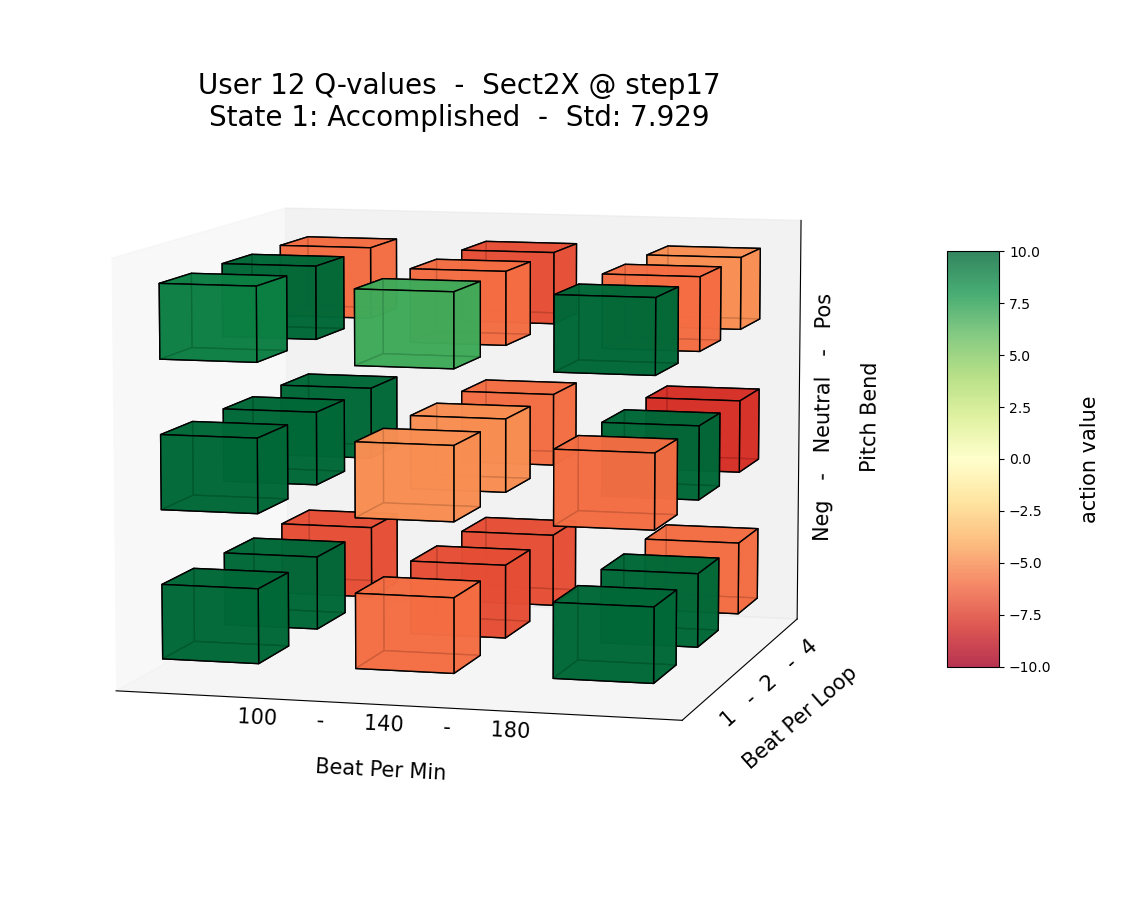 User 12 Q-values  -  Sect2X @ step17
State 1: Accomplished  -  Std: 7.929
10.0
7.5
5.0
2.5
0.0
−2.5
−5.0
−7.5
−10.0
action value
Neg  -  Neutral  -  Pos
Pitch Bend
1  -  2  -  4
Beat Per Loop
100  -  140  -  180
Beat Per Min